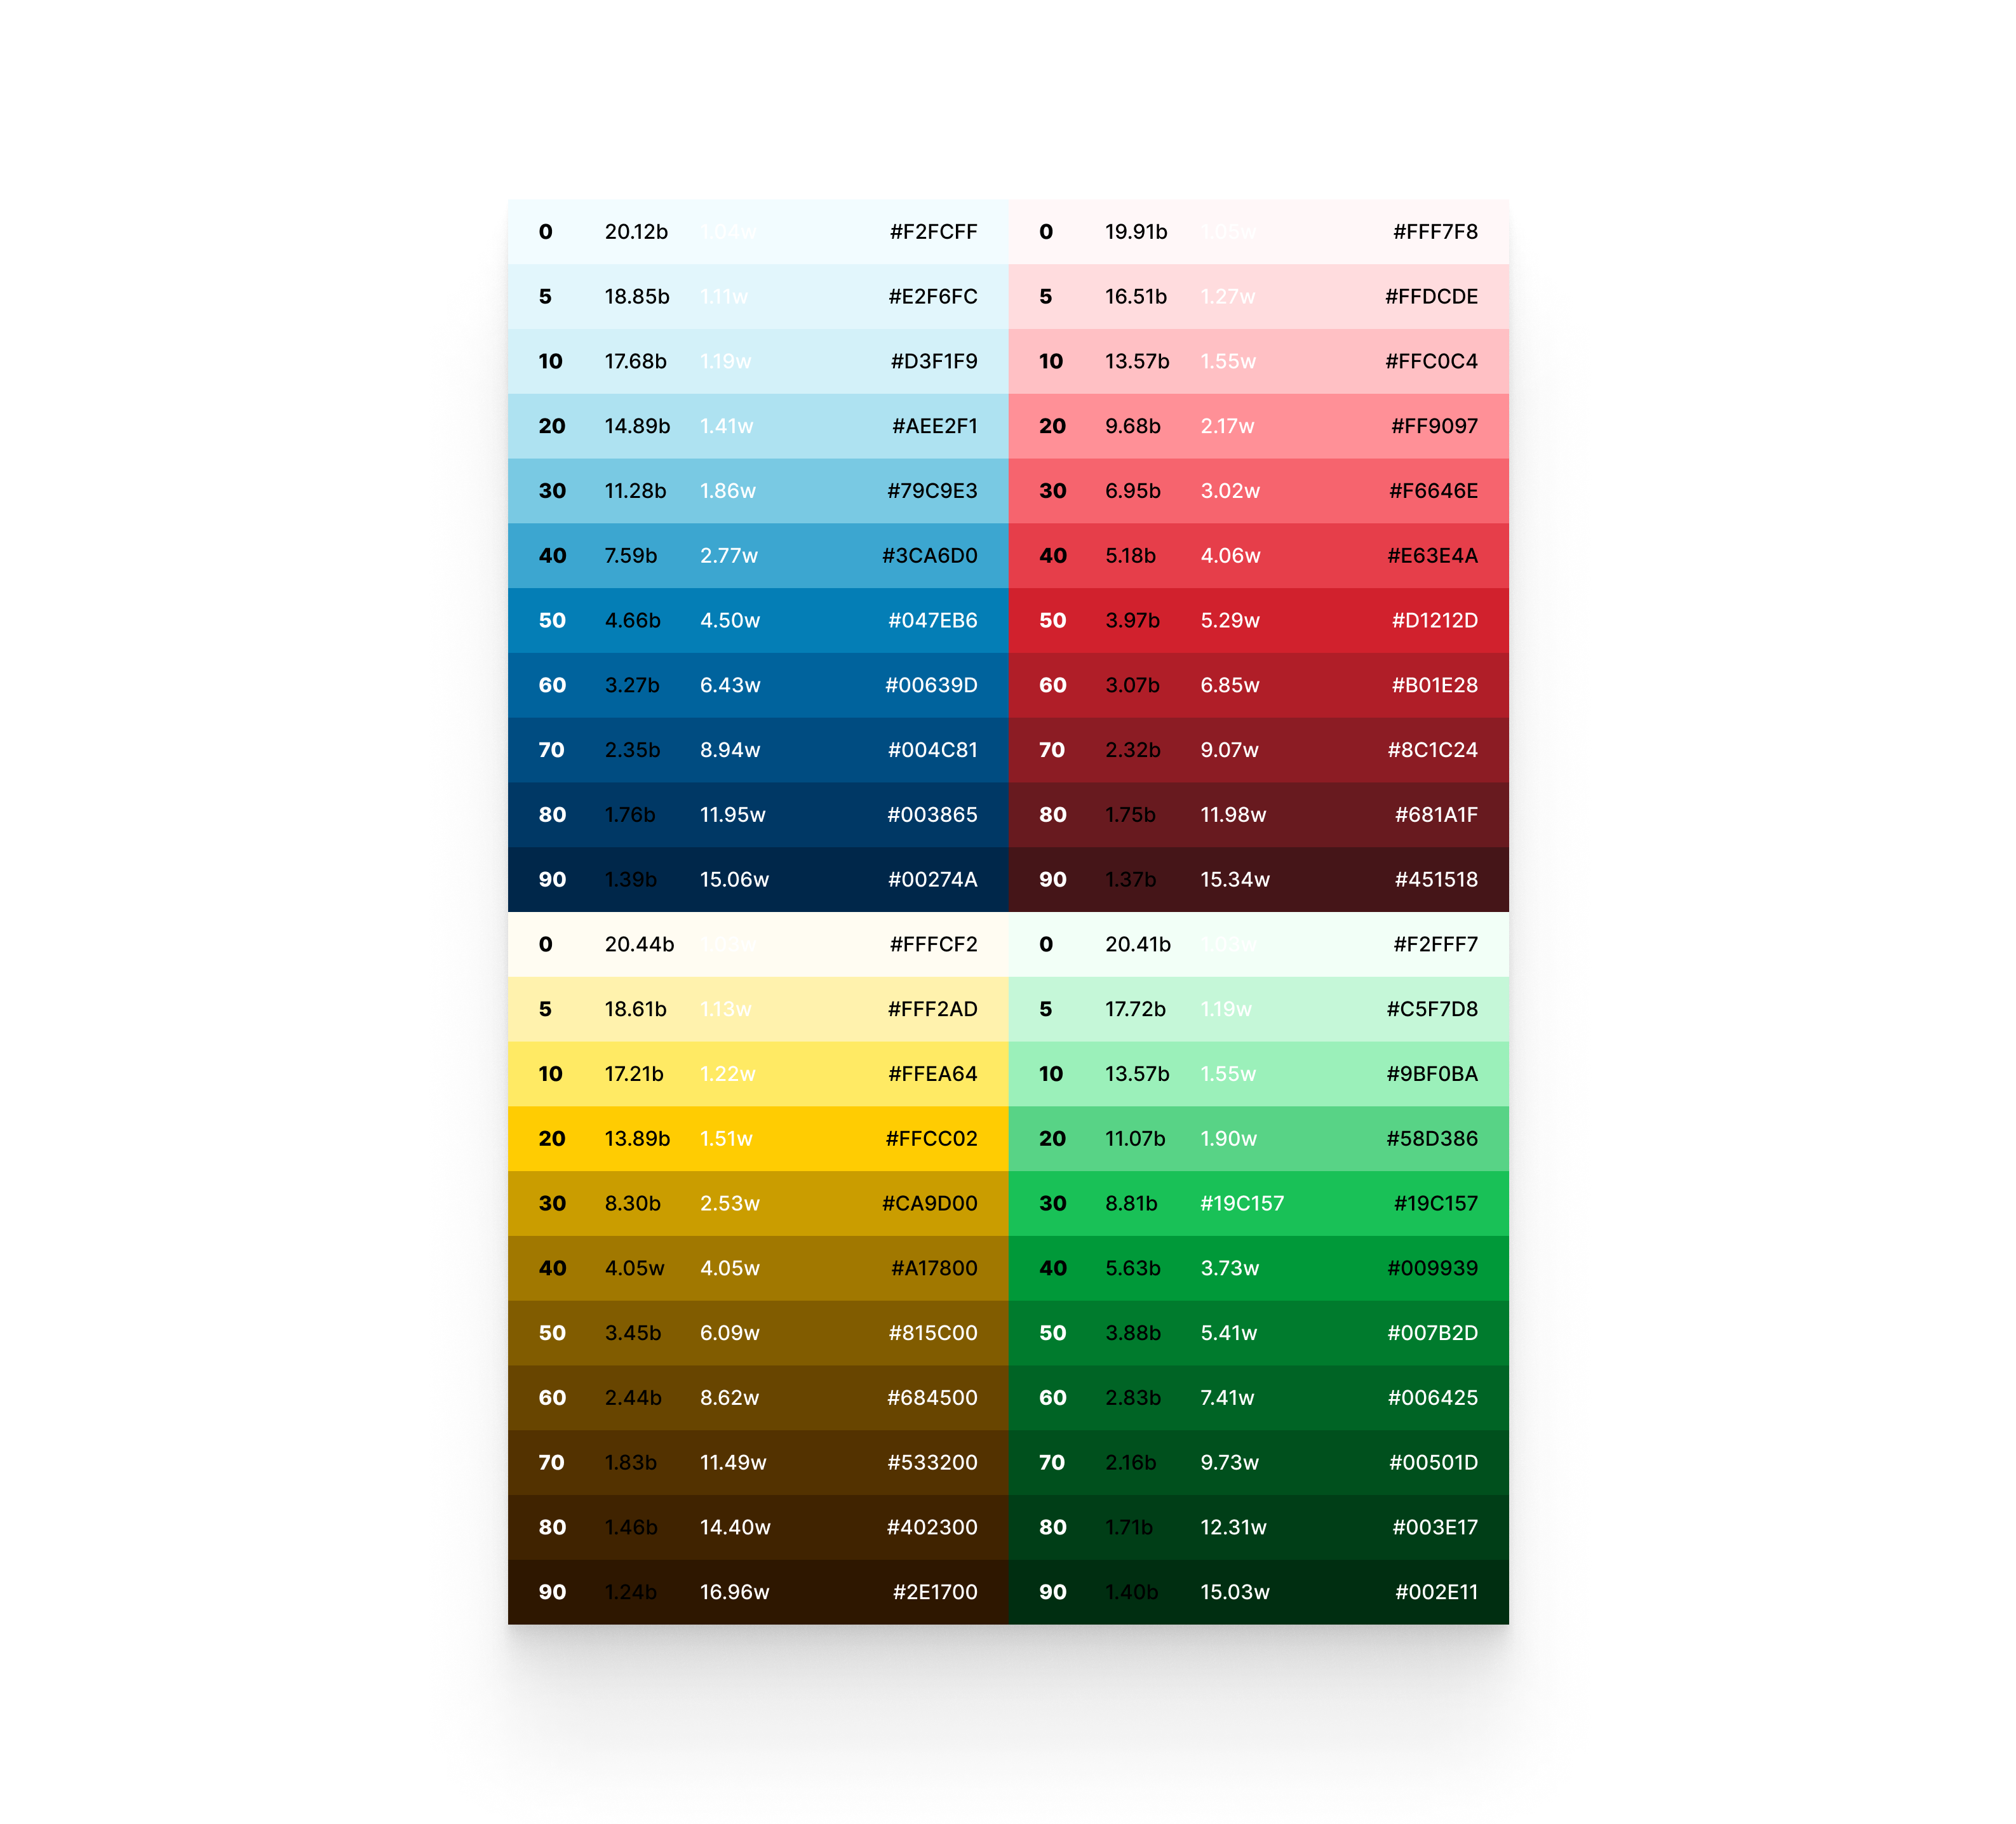 0 20.12b 1.04w #F2FCFF
5 18.85b 1.11w #E2F6FC
10 17.68b 1.19w #D3F1F9
20 14.89b 1.41w #AEE2F1
30 11.28b 1.86w #79C9E3
40 7.59b 2.77w #3CA6D0
50 4.66b 4.50w #047EB6
60 3.27b 6.43w #00639D
70 2.35b 8.94w #004C81
80 1.76b 11.95w #003865
90 1.39b 15.06w #00274A
0 19.91b 1.05w #FFF7F8
5 16.51b 1.27w #FFDCDE
10 13.57b 1.55w #FFC0C4
20 9.68b 2.17w #FF9097
30 6.95b 3.02w #F6646E
40 5.18b 4.06w #E63E4A
50 3.97b 5.29w #D1212D
60 3.07b 6.85w #B01E28
70 2.32b 9.07w #8C1C24
80 1.75b 11.98w #681A1F
90 1.37b 15.34w #451518
0 20.44b #FFFCF2
5 18.61b 1.13w #FFF2AD
10 17.21b 1.22w #FFEA64
20 13.89b 1.51w #FFCC02
30 8.30b 2.53w #CA9D00
40 4.05w 4.05w #A17800
50 3.45b 6.09w #815C00
60 2.44b 8.62w #684500
70 1.83b 11.49w #533200
80 1.46b 14.40w #402300
90 1.24b 16.96w #2E1700
0 20.41b 1.03w #F2FFF7
5 17.72b 1.19w #C5F7D8
10 13.57b 1.55w #9BF0BA
20 11.07b 1.90w #58D386
30 8.81b #19C157 #19C157
40 5.63b 3.73w #009939
50 3.88b 5.41w #007B2D
60 2.83b 7.41w #006425
70 2.16b 9.73w #00501D
80 1.71b 12.31w #003E17
90 1.40b 15.03w #002E11